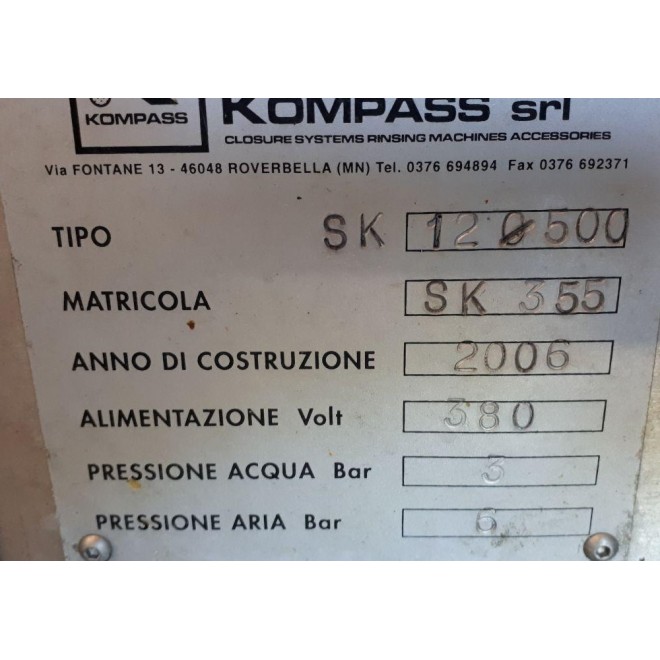 KOMPASS
KOMPASS srl
CLOSURE SYSTEMS RINSING MACHINES ACCESSORIES
Via FONTANE 13 - 46048 ROVERBELLA (MN) Tel. 0376 694894 Fax 0376 692371
TIPO SK 120/500
MATRICOLA SK 355
ANNO DI COSTRUZIONE 2006
ALIMENTAZIONE Volt 380
PRESSIONE ACQUA Bar 3
PRESSIONE ARIA Bar 6